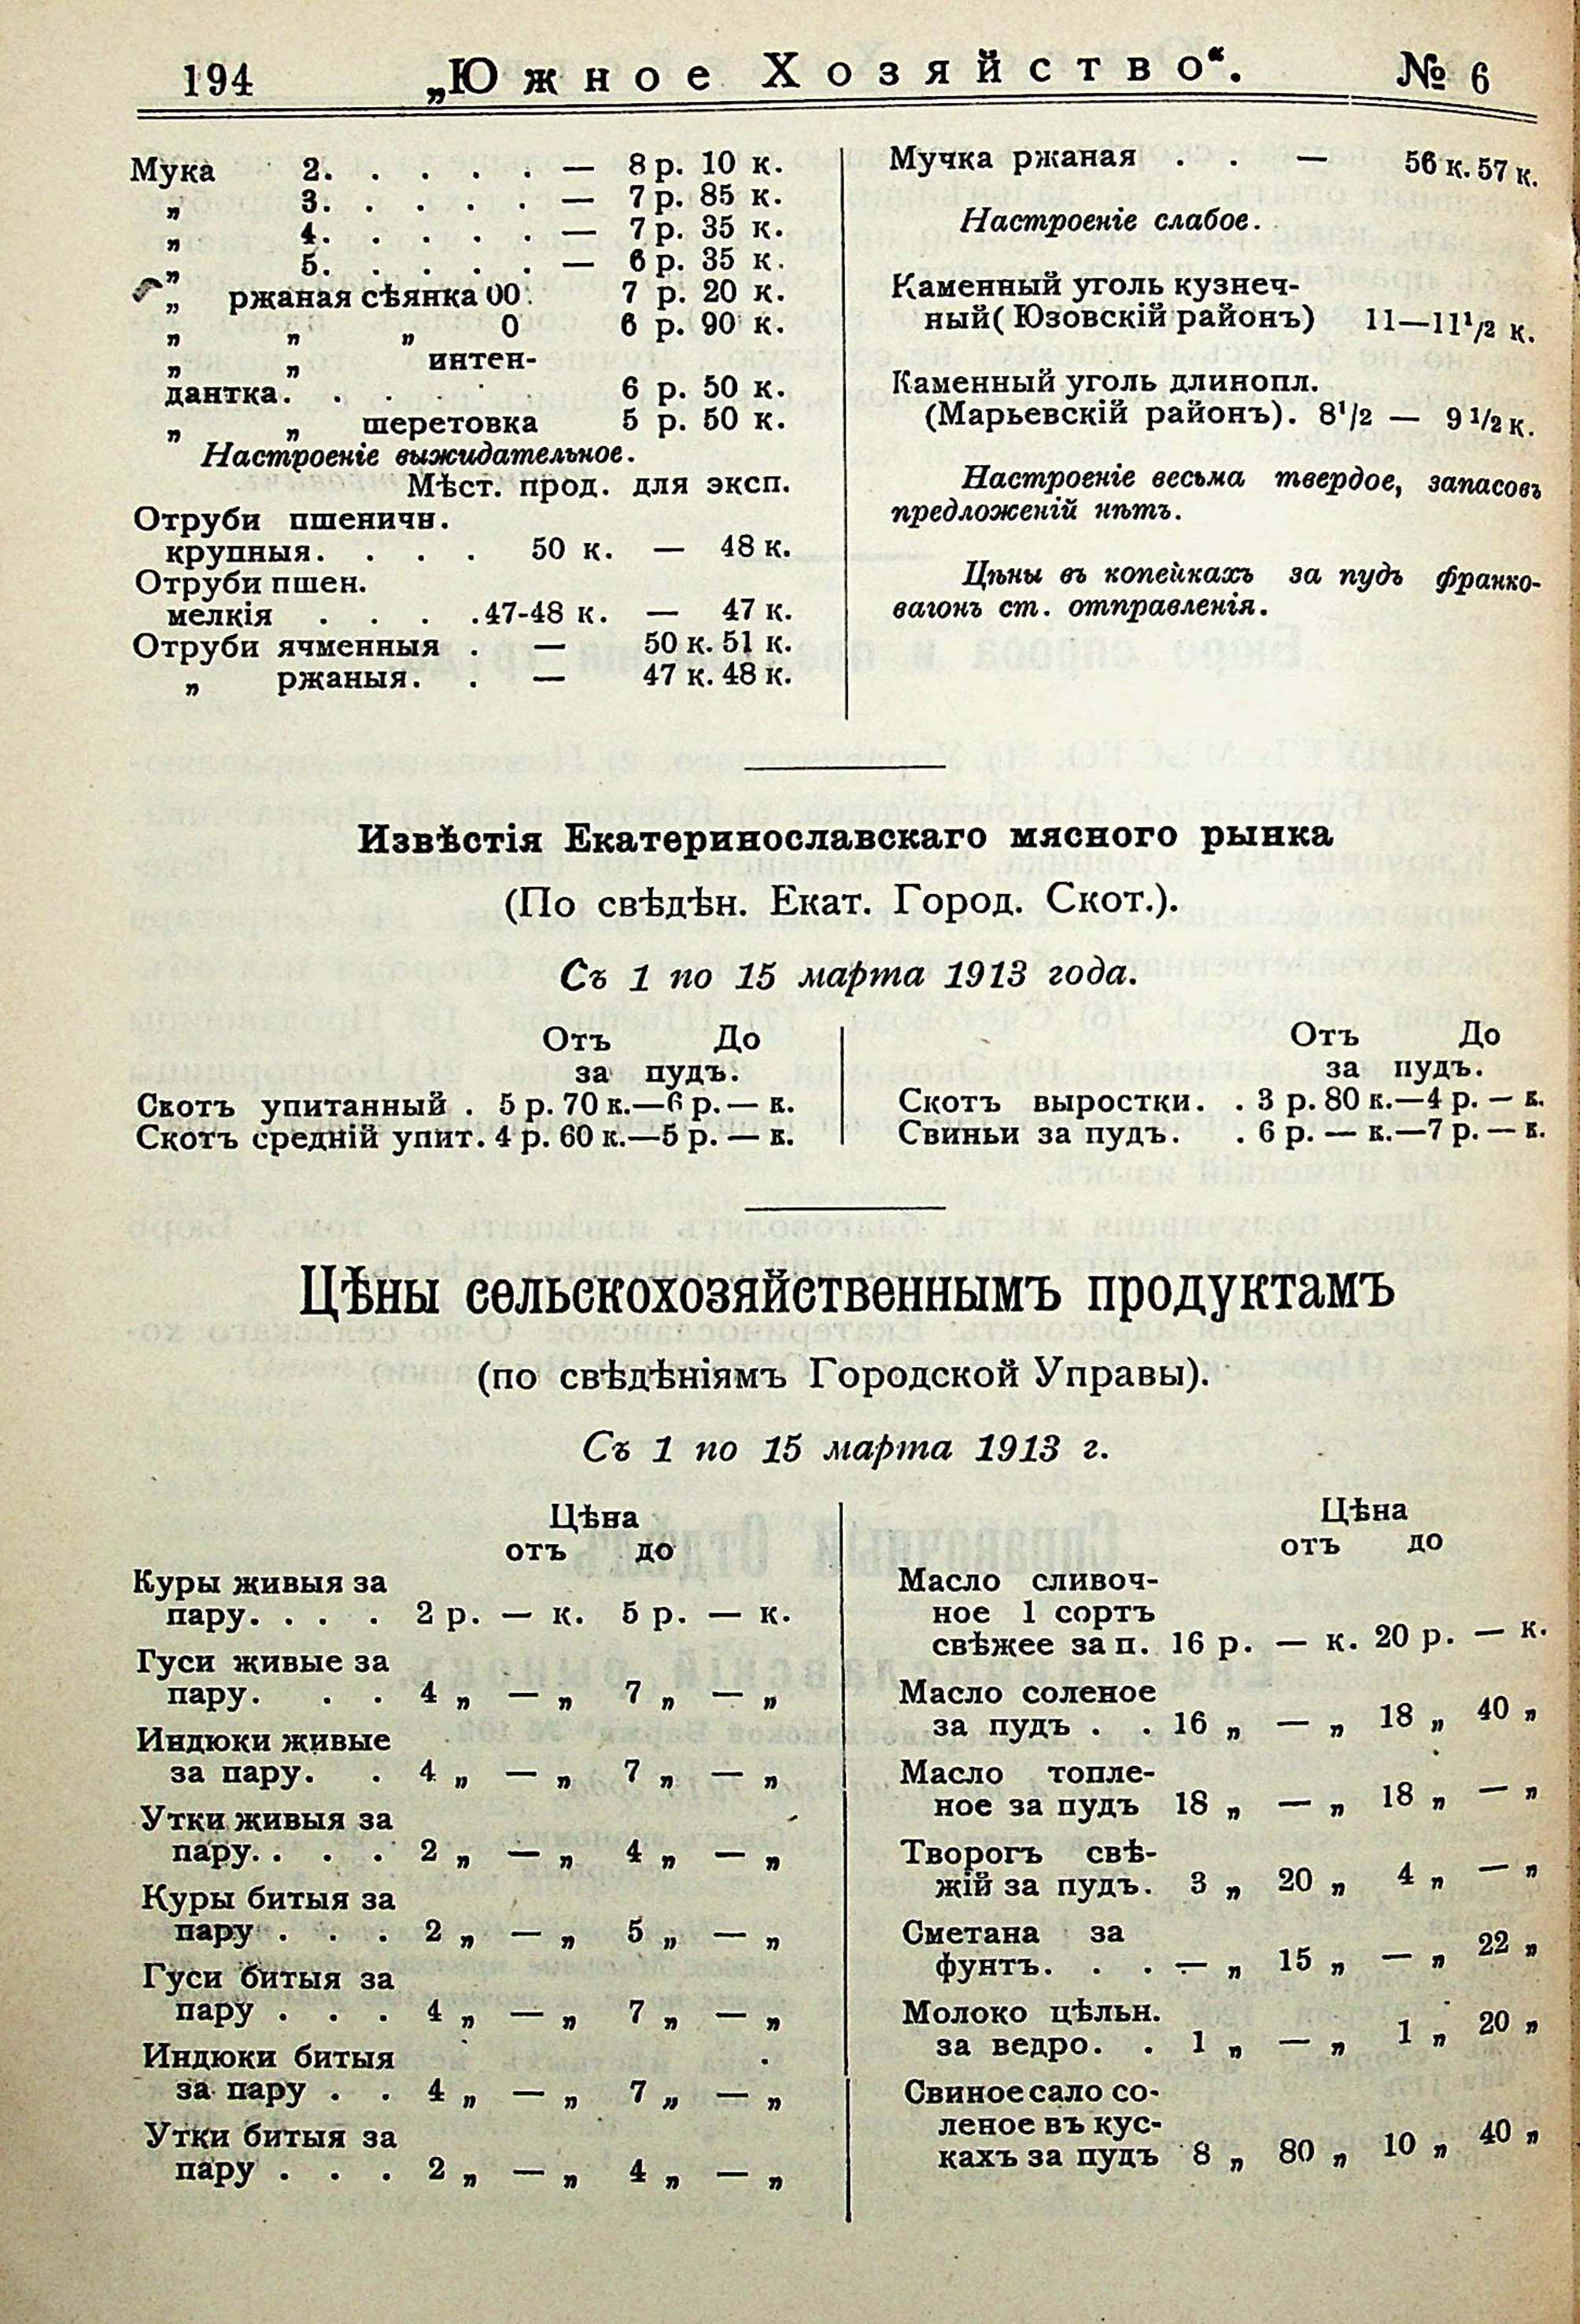 194 „Южное Хозяйство“. № 6
Мука 2. . . . . — 8 р. 10 к.
„ 3. . . . . — 7 р. 85 к.
„ 4. . . . . — 7 р. 35 к.
„ 5. . . . . — 6 р. 35 к.
„ ржаная сѣянка 00. 7 р. 20 к.
„ „ „ 0 6 р. 90 к.
„ „ интен-
дантка. . . . 6 р. 50 к.
„ „ шеретовка 5 р. 50 к.
Настроеніе выжидательное.
Мѣст. прод. для эксп.
Отруби пшеничн.
крупныя. . . . 50 к. — 48 к.
Отруби пшен.
мелкія . . . .47-48 к. — 47 к.
Отруби ячменныя . — 50 к. 51 к.
„ ржаныя. . — 47 к. 48 к.
Мучка ржаная . . — 56 к. 57 к.
Настроеніе слабое.
Каменный уголь кузнеч-
ный( Юзовскій районъ) 11—11¹/₂ к.
Каменный уголь длинопл.
(Марьевскій районъ). 8¹/₂ — 9 ¹/₂ к.
Настроеніе весьма твердое, запасовъ
предложеній нѣтъ.
Цѣны въ копейкахъ за пудъ франко-
вагонъ ст. отправленія.
Извѣстія Екатеринославскаго мясного рынка
(По свѣдѣн. Екат. Город. Скот.).
Съ 1 по 15 марта 1913 года.
Отъ До
за пудъ.
Скотъ упитанный . 5 р. 70 к.—6 р.— к.
Скотъ средній упит. 4 р. 60 к.—5 р. — к.
Отъ До
за пудъ.
Скотъ выростки. . 3 р. 80 к.—4 р. — к.
Свиньи за пудъ. . 6 р. — к.—7 р. — к.
Цѣны сельскохозяйственнымъ продуктамъ
(по свѣдѣніямъ Городской Управы).
Съ 1 по 15 марта 1913 г.
Цѣна
отъ до
Куры живыя за
пару. . . . 2 р. — к. 5 р. — к.
Гуси живые за
пару. . . 4 „ — „ 7 „ — „
Индюки живые
за пару. . 4 „ — „ 7 „ — „
Утки живыя за
пару. . . . 2 „ — „ 4 „ — „
Куры битыя за
пару . . . 2 „ — „ 5 „ — „
Гуси битыя за
пару . . . 4 „ — „ 7 „ — „
Индюки битыя
за пару . . 4 „ — „ 7 „ — „
Утки битыя за
пару . . . 2 „ — „ 4 „ — „
Цѣна
отъ до
Масло сливоч-
ное 1 сортъ
свѣжее за п. 16 р. — к. 20 р. — к.
Масло соленое
за пудъ . . 16 „ — „ 18 „ 40 „
Масло топле-
ное за пудъ 18 „ — „ 18 „ — „
Творогъ свѣ-
жій за пудъ. 3 „ 20 „ 4 „ — „
Сметана за
фунтъ. . . — „ 15 „ — „ 22 „
Молоко цѣльн.
за ведро. . 1 „ — „ 1 „ 20 „
Свиное сало со-
леное въ кус-
кахъ за пудъ 8 „ 80 „ 10 „ 40 „